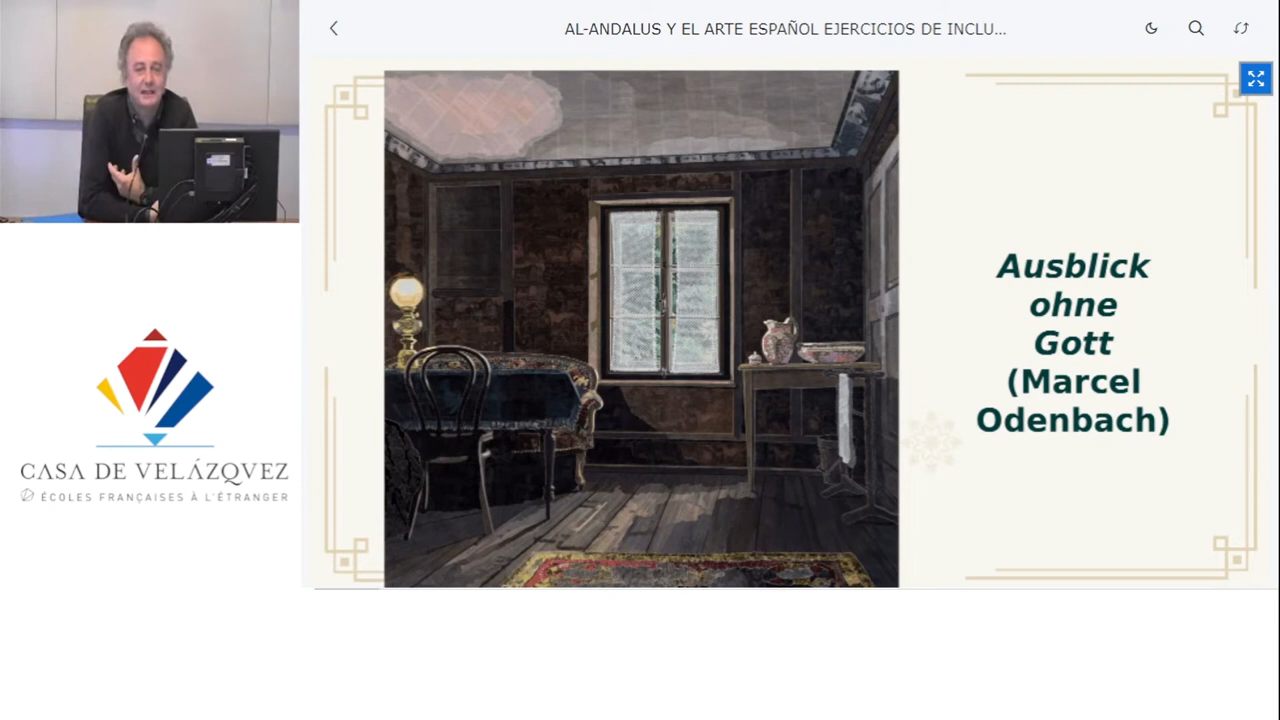 AL-ANDALUS Y EL ARTE ESPAÑOL EJERCICIOS DE INCLU...
Ausblick
ohne
Gott
(Marcel
Odenbach)
CASA DE VELÁZQVEZ
ÉCOLES FRANÇAISES À L'ÉTRANGER